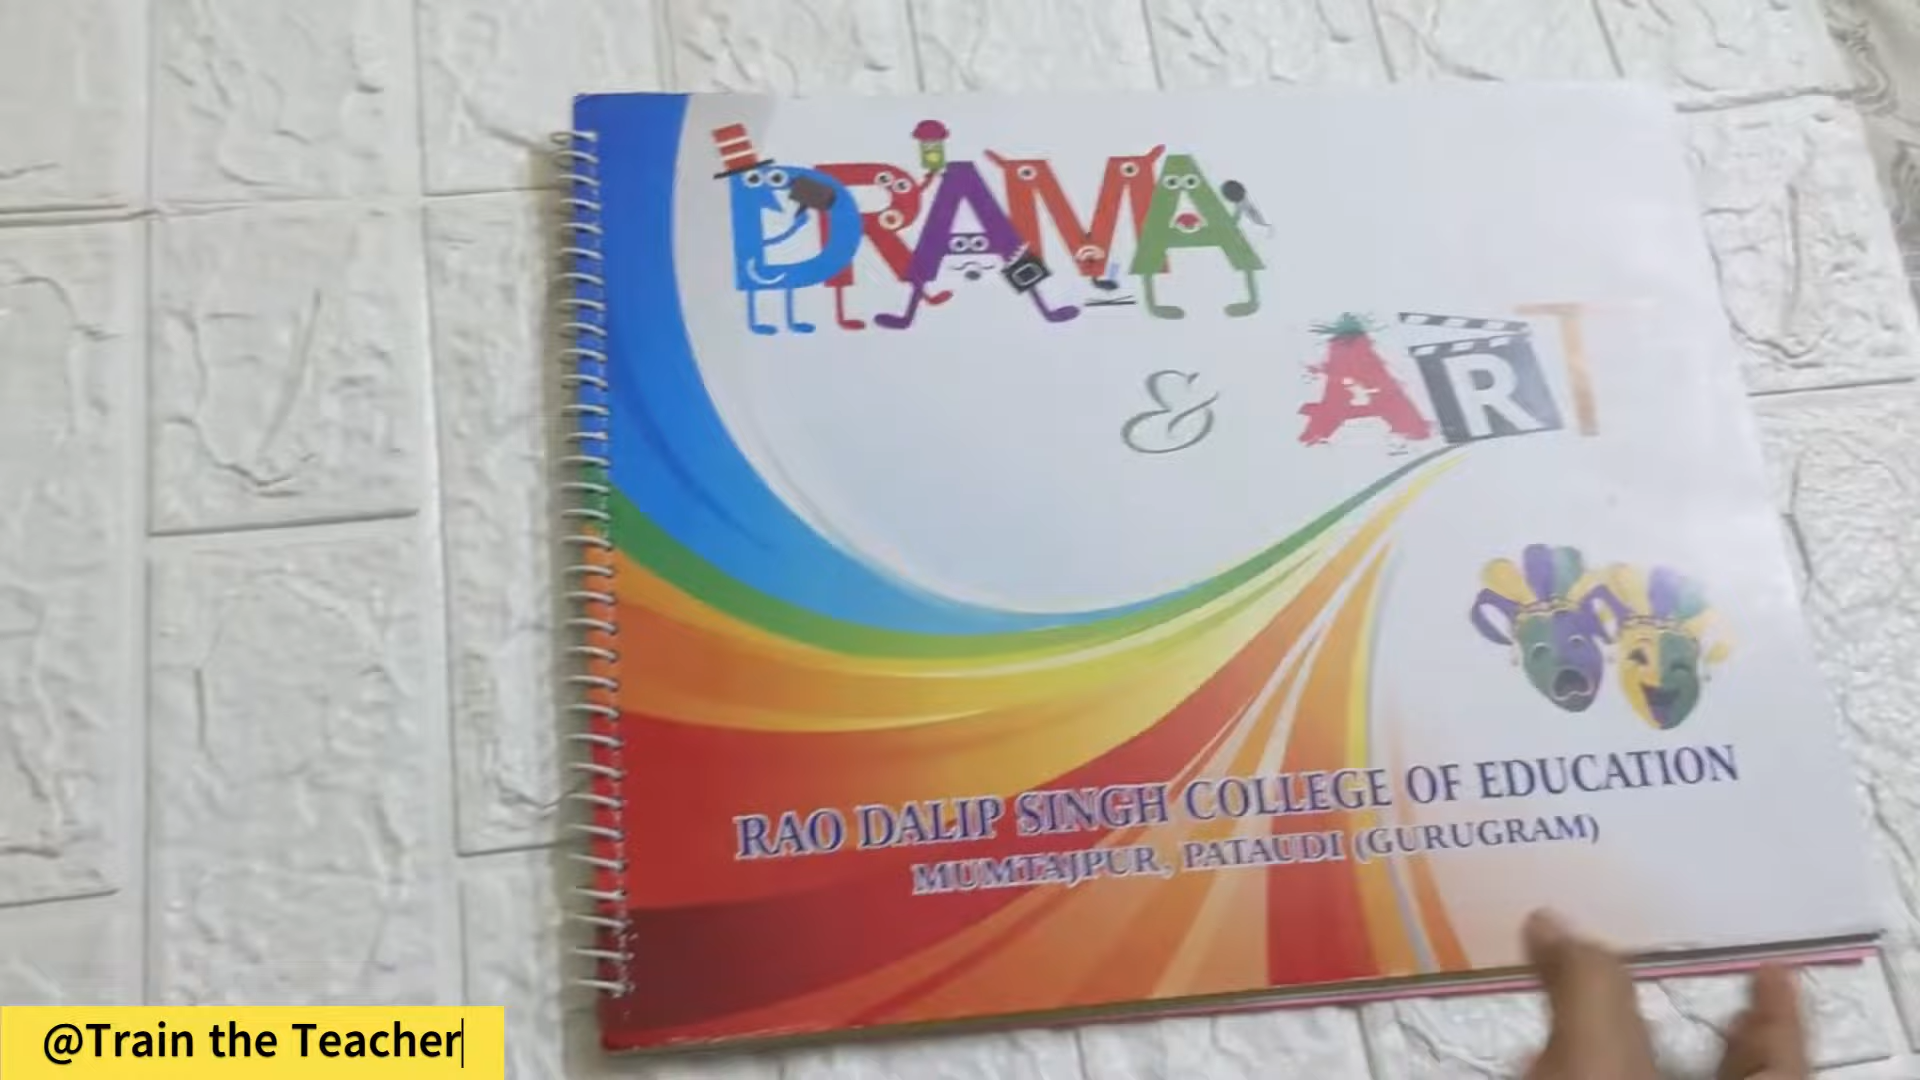 DRAMA
& ART
RAO DALIP SINGH COLLEGE OF EDUCATION
MUMTAJPUR, PATAUDI (GURUGRAM)
@Train the Teacher